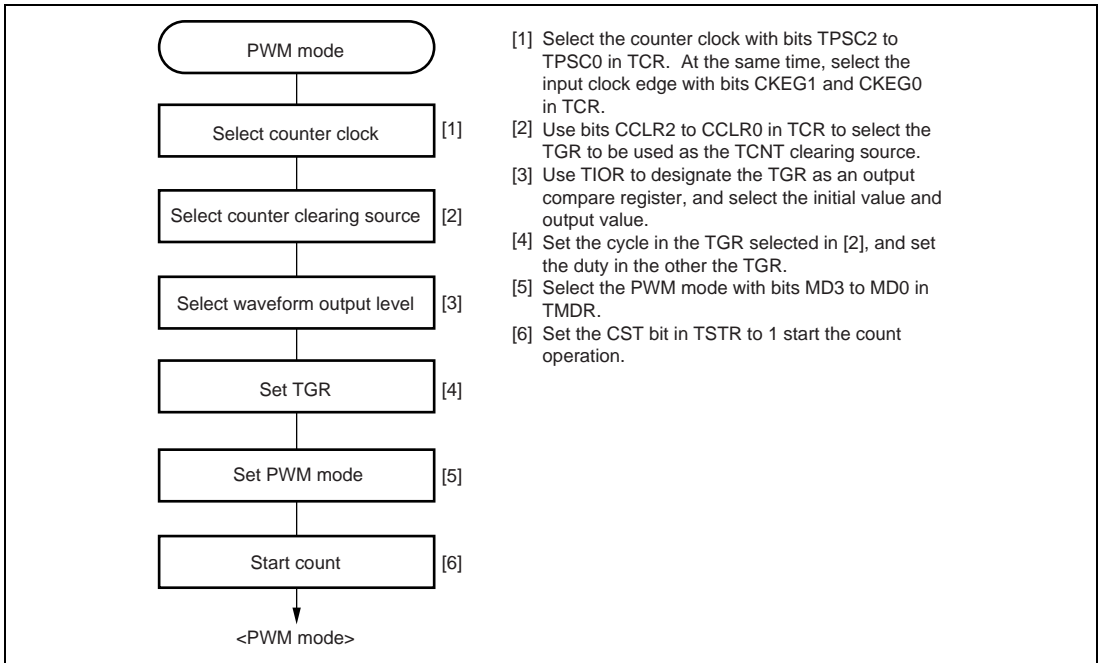 PWM mode
Select counter clock
[1]
Select counter clearing source
[2]
Select waveform output level
[3]
Set TGR
[4]
Set PWM mode
[5]
Start count
[6]
<PWM mode>
[1] Select the counter clock with bits TPSC2 to
TPSC0 in TCR. At the same time, select the
input clock edge with bits CKEG1 and CKEG0
in TCR.
[2] Use bits CCLR2 to CCLR0 in TCR to select the
TGR to be used as the TCNT clearing source.
[3] Use TIOR to designate the TGR as an output
compare register, and select the initial value and
output value.
[4] Set the cycle in the TGR selected in [2], and set
the duty in the other the TGR.
[5] Select the PWM mode with bits MD3 to MD0 in
TMDR.
[6] Set the CST bit in TSTR to 1 start the count
operation.